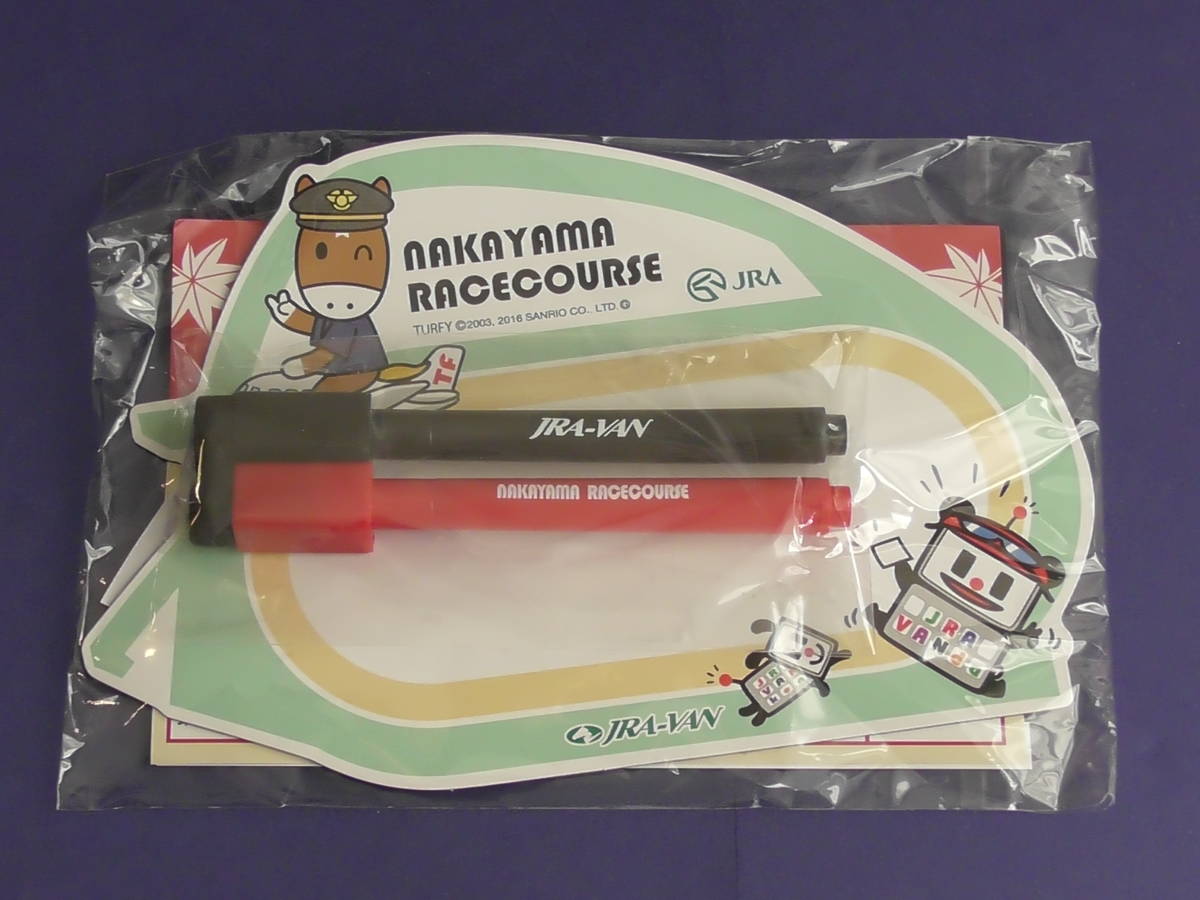 NAKAYAMA
RACECOURSE
JRA
TURFY ©2003, 2016 SANRIO CO., LTD. Ⓖ
TF
JRA-VAN
NAKAYAMA RACECOURSE
JRA
VAN
JRA-VAN